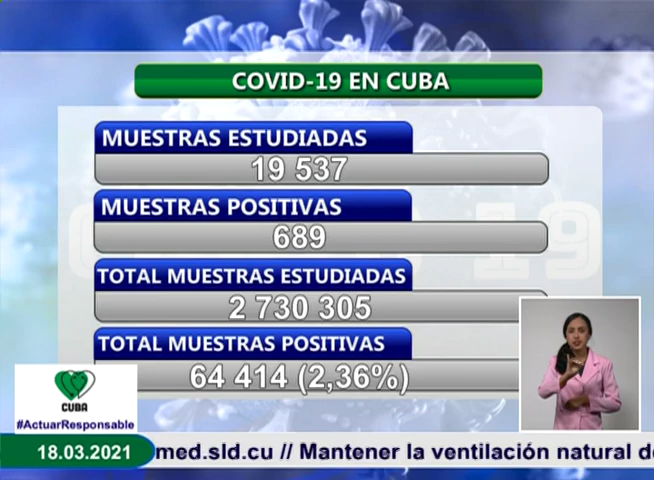 COVID-19 EN CUBA
MUESTRAS ESTUDIADAS
19 537
MUESTRAS POSITIVAS
689
TOTAL MUESTRAS ESTUDIADAS
2 730 305
TOTAL MUESTRAS POSITIVAS
64 414 (2,36%)
CUBA
#ActuarResponsable
18.03.2021
med.sld.cu // Mantener la ventilación natural de